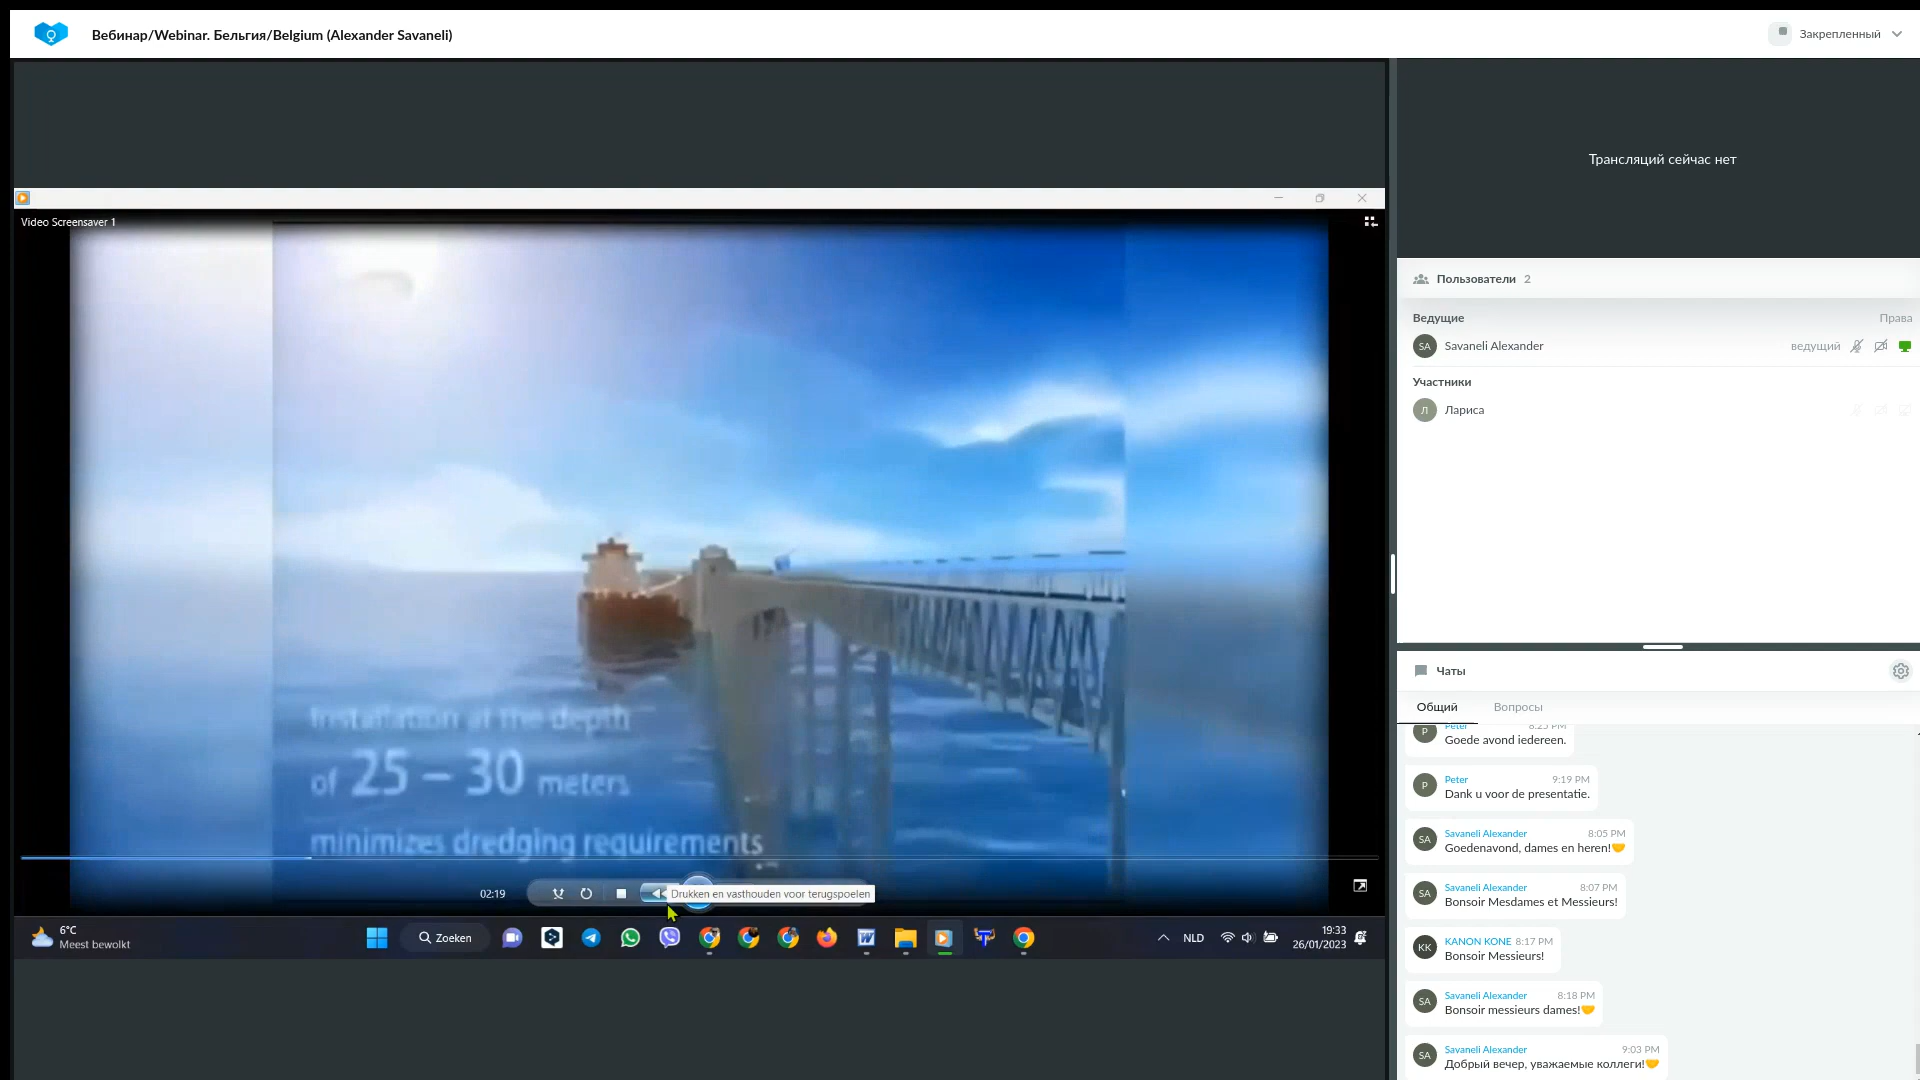 Вебинар/Webinar. Бельгия/Belgium (Alexander Savaneli)
Закрепленный
Video Screensaver 1
Installation at the depth
of 25 – 30 meters
minimizes dredging requirements
02:19
Drukken en vasthouden voor terugspoelen
6°C
Meest bewolkt
Zoeken
NLD
19:33
26/01/2023
Трансляций сейчас нет
Пользователи 2
Ведущие Права
SA Savaneli Alexander ведущий
Участники
Л Лариса
Чаты
Общий Вопросы
P Peter 8:25 PM
Goede avond iedereen.
P Peter 9:19 PM
Dank u voor de presentatie.
SA Savaneli Alexander 8:05 PM
Goedenavond, dames en heren!🤝
SA Savaneli Alexander 8:07 PM
Bonsoir Mesdames et Messieurs!
KK KANON KONE 8:17 PM
Bonsoir Messieurs!
SA Savaneli Alexander 8:18 PM
Bonsoir messieurs dames!🤝
SA Savaneli Alexander 9:03 PM
Добрый вечер, уважаемые коллеги!🤝